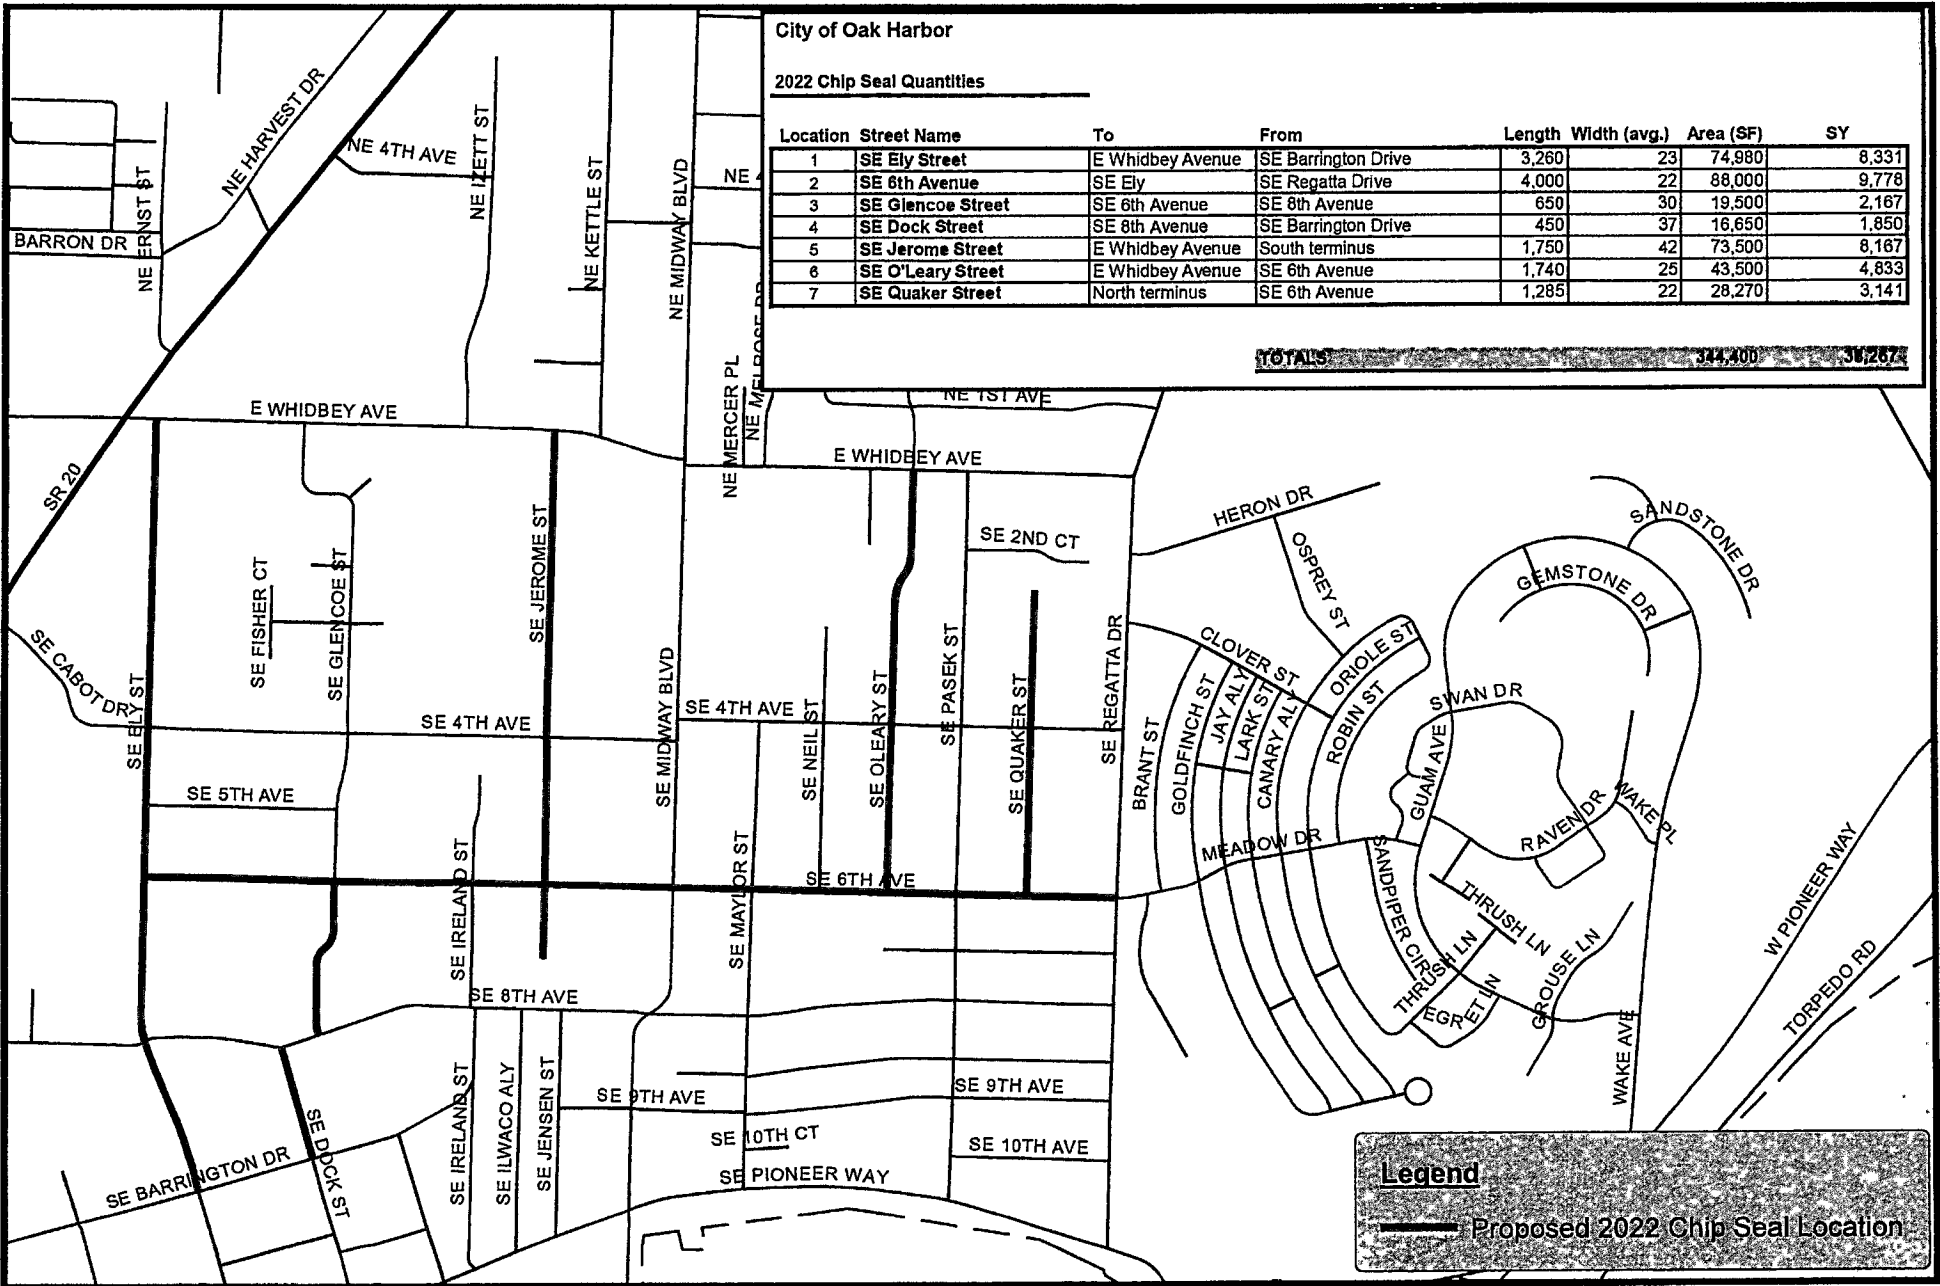 City of Oak Harbor
2022 Chip Seal Quantities
Location Street Name To From Length Width (avg.) Area (SF) SY
1 SE Ely Street E Whidbey Avenue SE Barrington Drive 3,260 23 74,980 8,331
2 SE 6th Avenue SE Ely SE Regatta Drive 4,000 22 88,000 9,778
3 SE Glencoe Street SE 6th Avenue SE 8th Avenue 650 30 19,500 2,167
4 SE Dock Street SE 8th Avenue SE Barrington Drive 450 37 16,650 1,850
5 SE Jerome Street E Whidbey Avenue South terminus 1,750 42 73,500 8,167
6 SE O'Leary Street E Whidbey Avenue SE 6th Avenue 1,740 25 43,500 4,833
7 SE Quaker Street North terminus SE 6th Avenue 1,285 22 28,270 3,141
TOTALS 344,400 38,267
NE HARVEST DR
NE 4TH AVE
NE IZETT ST
NE ERNST ST
BARRON DR
NE KETTLE ST
NE MIDWAY BLVD
NE 4
NE MERCER PL
NE MELROSE DR
NE 1ST AVE
E WHIDBEY AVE
E WHIDBEY AVE
SR 20
SE CABOT DR
SE ELY ST
SE FISHER CT
SE GLENCOE ST
SE JEROME ST
SE 4TH AVE
SE MIDWAY BLVD
SE 4TH AVE
SE 2ND CT
SE NEIL ST
SE OLEARY ST
SE PASEK ST
SE QUAKER ST
SE REGATTA DR
SE 5TH AVE
SE IRELAND ST
SE MAYLOR ST
SE 6TH AVE
SE 8TH AVE
SE IRELAND ST
SE ILWACO ALY
SE JENSEN ST
SE 9TH AVE
SE 9TH AVE
SE 10TH CT
SE 10TH AVE
SE PIONEER WAY
SE BARRINGTON DR
SE DOCK ST
HERON DR
OSPREY ST
CLOVER ST
ORIOLE ST
ROBIN ST
BRANT ST
GOLDFINCH ST
JAY ALY
LARK ST
CANARY ALY
MEADOW DR
SANDPIPER CIR
GUAM AVE
SWAN DR
GEMSTONE DR
SANDSTONE DR
RAVEN DR
WAKE PL
THRUSH LN
THRUSH LN
EGRET LN
GROUSE LN
WAKE AVE
W PIONEER WAY
TORPEDO RD
Legend
Proposed 2022 Chip Seal Location